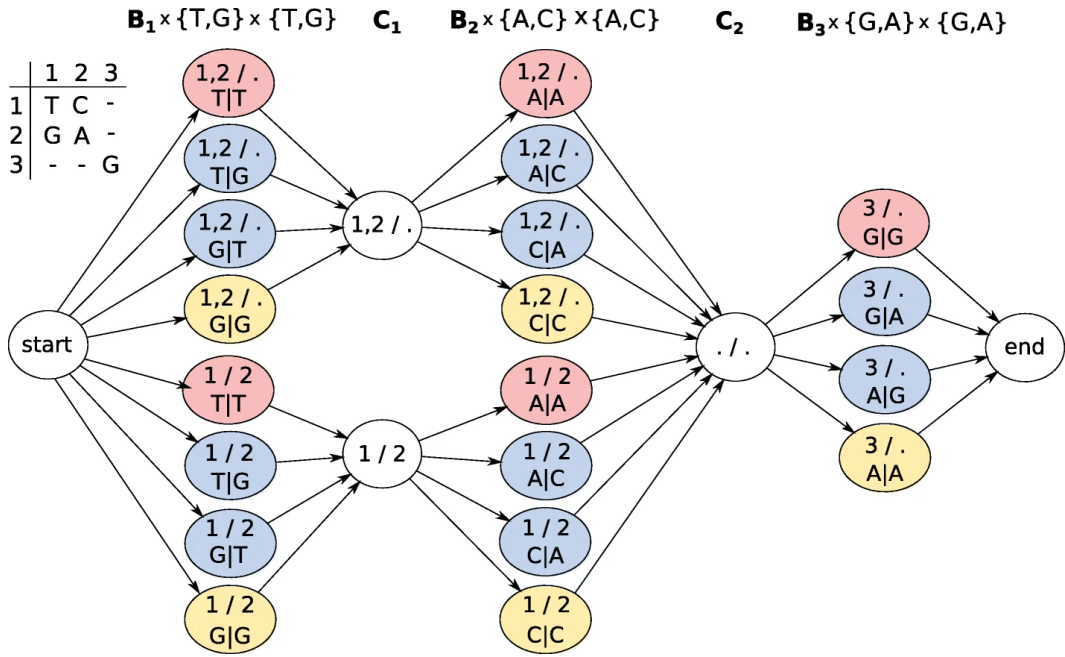 B₁ × {T,G} × {T,G} C₁ B₂ × {A,C} × {A,C} C₂ B₃ × {G,A} × {G,A}
1 2 3
1 T C -
2 G A -
3 - - G
1,2 / .
T|T
1,2 / .
T|G
1,2 / .
G|T
1,2 / .
G|G
start
1 / 2
T|T
1 / 2
T|G
1 / 2
G|T
1 / 2
G|G
1,2 / .
1 / 2
1,2 / .
A|A
1,2 / .
A|C
1,2 / .
C|A
1,2 / .
C|C
1 / 2
A|A
1 / 2
A|C
1 / 2
C|A
1 / 2
C|C
. / .
3 / .
G|G
3 / .
G|A
3 / .
A|G
3 / .
A|A
end